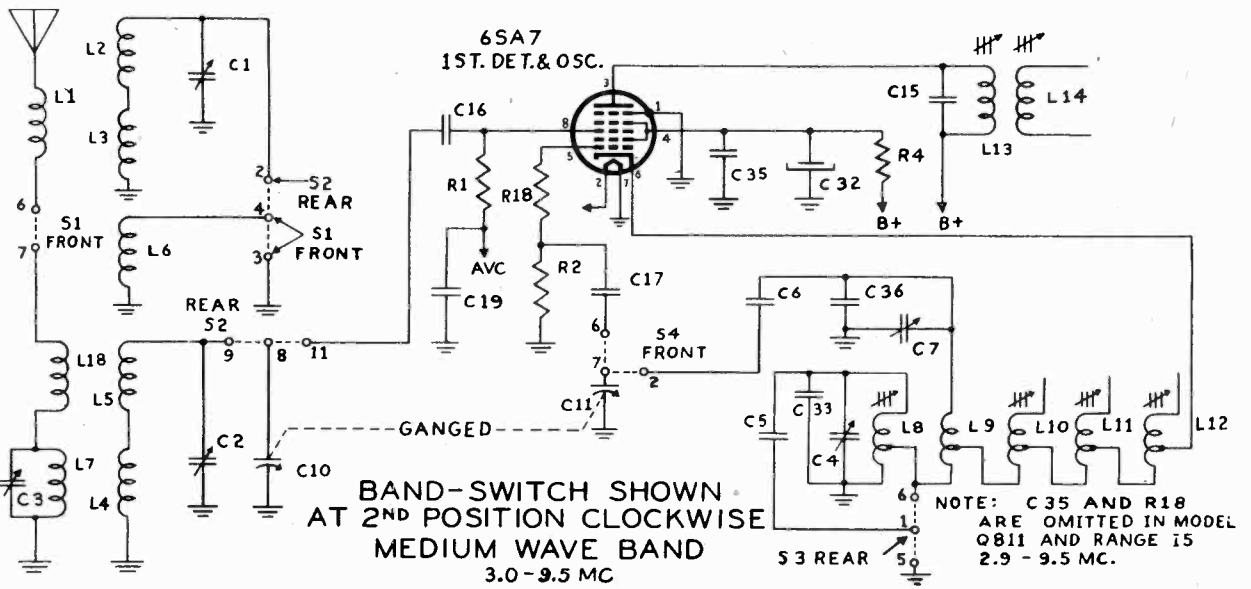 6SA7
1ST. DET. & OSC.
L1
L2
C1
L3
2
S2
REAR
6
S1
FRONT
7
4
S1
FRONT
3
L6
REAR
S2
9
8
11
L18
L5
C2
C10
L7
C3
L4
C16
R1
AVC
C19
R18
R2
C17
3
1
8
4
5
2
7
6
C35
C32
R4
B+
B+
C15
L13
L14
6
S4
FRONT
7
2
C11
GANGED
C6
C36
C7
C5
C33
C4
L8
L9
L10
L11
L12
6
1
S3 REAR
5
BAND-SWITCH SHOWN
AT 2ND POSITION CLOCKWISE
MEDIUM WAVE BAND
3.0-9.5 MC
NOTE: C35 AND R18
ARE OMITTED IN MODEL
Q811 AND RANGE IS
2.9 - 9.5 MC.